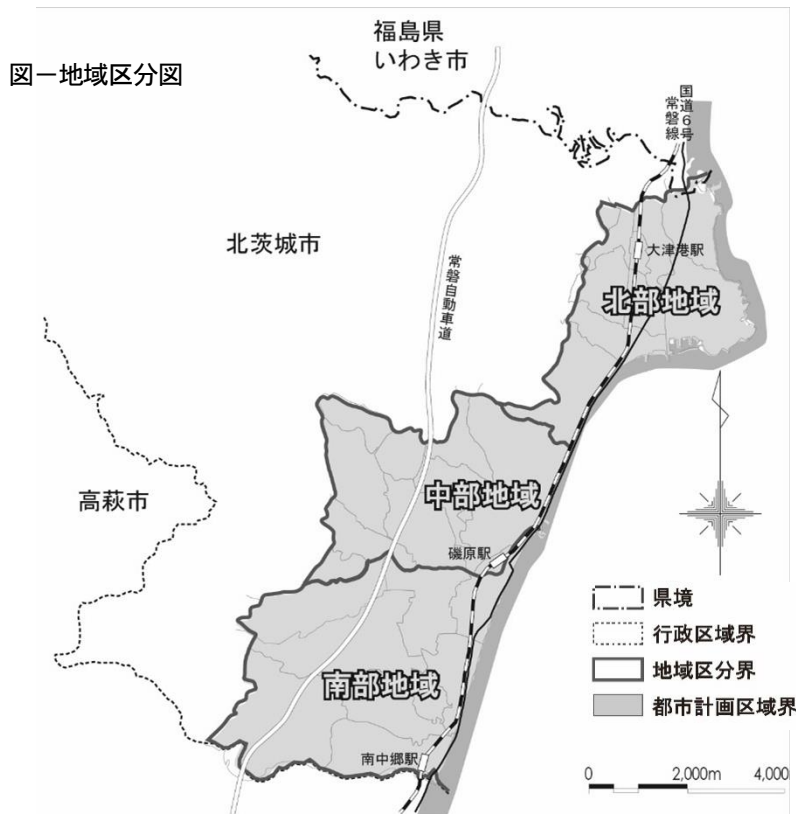 図－地域区分図
福島県
いわき市
国道６号
常磐線
北茨城市
常磐自動車道
大津港駅
北部地域
高萩市
中部地域
磯原駅
南部地域
南中郷駅
県境
行政区域界
地域区分界
都市計画区域界
0 2,000m 4,000